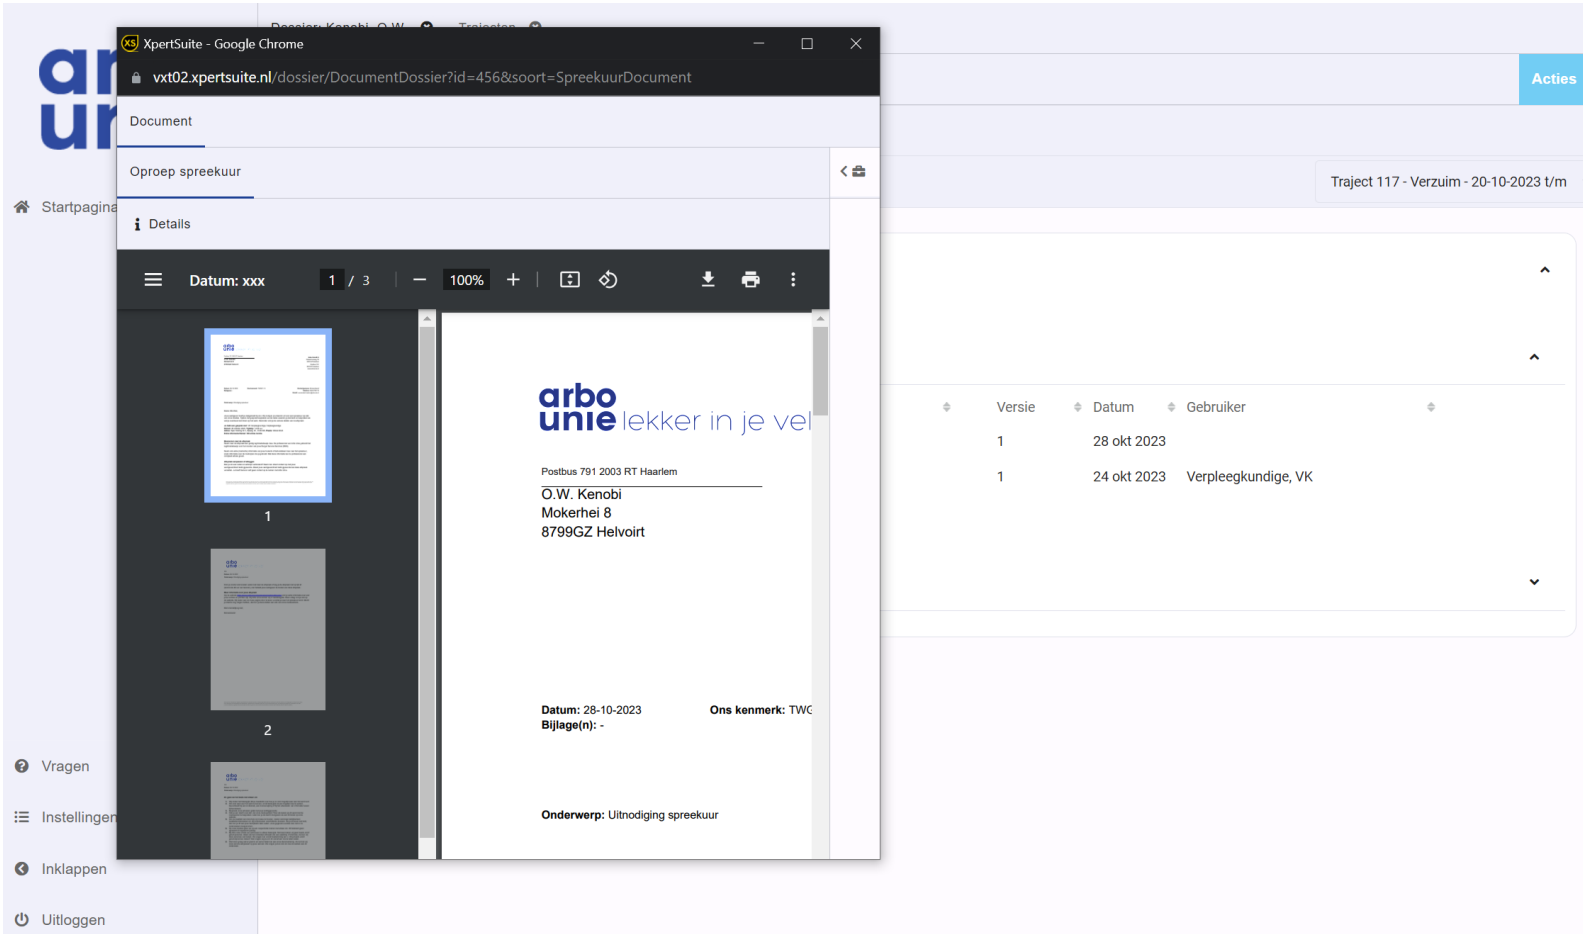 Dossier: Kenobi, O.W.
Trajecten
XS XpertSuite - Google Chrome
vxt02.xpertsuite.nl/dossier/DocumentDossier?id=456&soort=SpreekuurDocument
Acties
Document
Oproep spreekuur
Traject 117 - Verzuim - 20-10-2023 t/m
Startpagina
Details
Datum: xxx
1 / 3
100%
arbo
unie lekker in je vel
Versie
Datum
Gebruiker
1
28 okt 2023
1
24 okt 2023
Verpleegkundige, VK
Postbus 791 2003 RT Haarlem
O.W. Kenobi
Mokerhei 8
8799GZ Helvoirt
1
2
Datum: 28-10-2023
Ons kenmerk: TWG
Bijlage(n): -
Onderwerp: Uitnodiging spreekuur
Vragen
Instellingen
Inklappen
Uitloggen